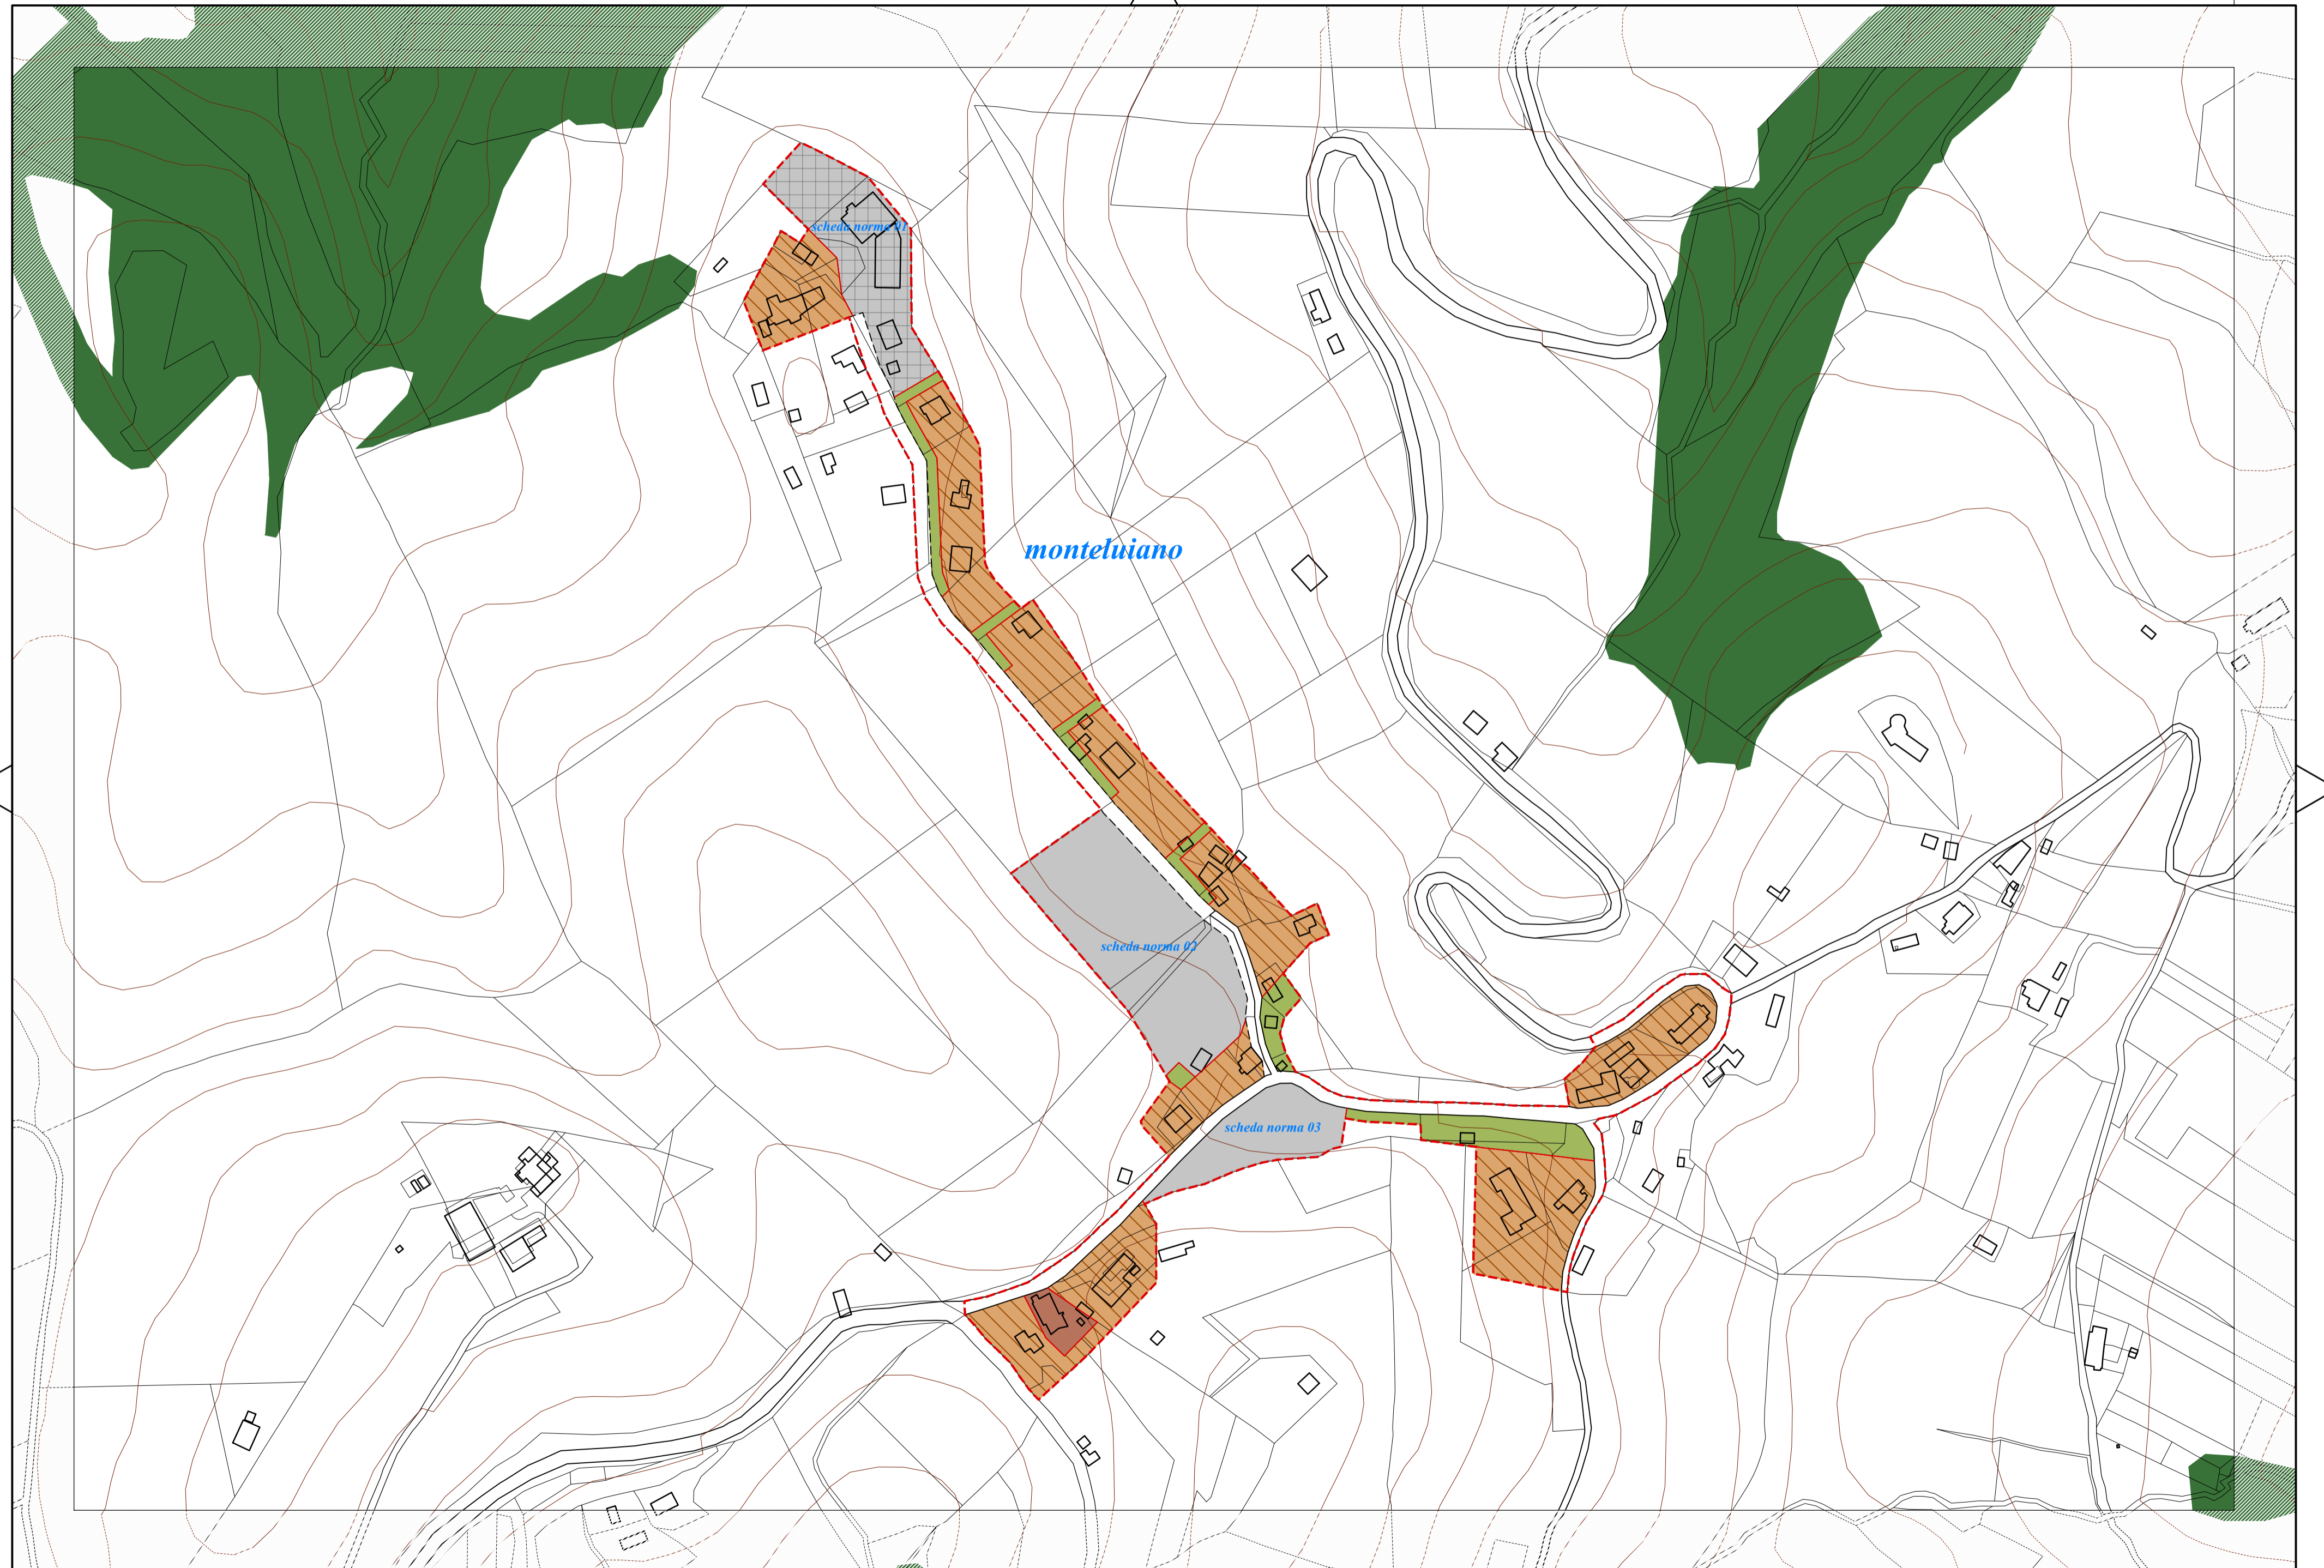 scheda norma 01
monteluiano
scheda norma 02
scheda norma 03